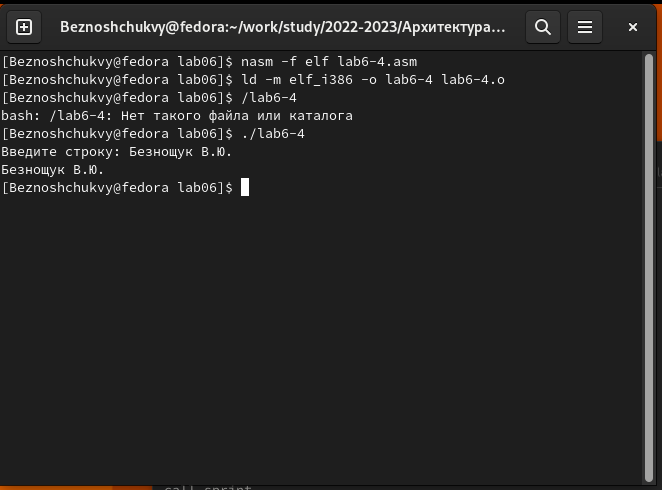 Beznoshchukvy@fedora:~/work/study/2022-2023/Архитектура...
[Beznoshchukvy@fedora lab06]$ nasm -f elf lab6-4.asm
[Beznoshchukvy@fedora lab06]$ ld -m elf_i386 -o lab6-4 lab6-4.o
[Beznoshchukvy@fedora lab06]$ /lab6-4
bash: /lab6-4: Нет такого файла или каталога
[Beznoshchukvy@fedora lab06]$ ./lab6-4
Введите строку: Безнощук В.Ю.
Безнощук В.Ю.
[Beznoshchukvy@fedora lab06]$
call sprint